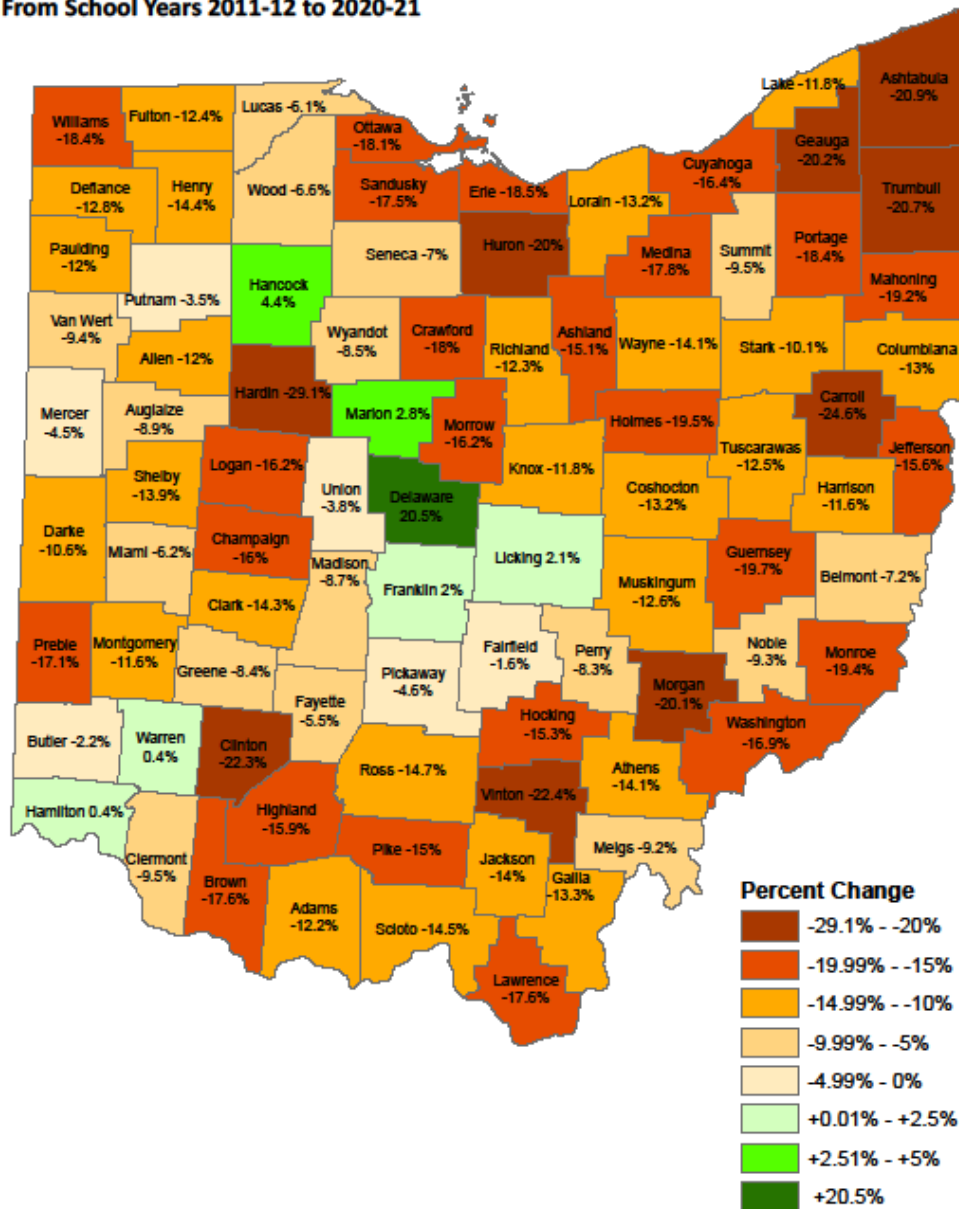 From School Years 2011-12 to 2020-21
Lake -11.8%
Ashtabula
-20.9%
Williams
-18.4%
Fulton -12.4%
Lucas -6.1%
Ottawa
-18.1%
Geauga
-20.2%
Cuyahoga
-16.4%
Trumbull
-20.7%
Defiance
-12.8%
Henry
-14.4%
Wood -6.6%
Sandusky
-17.5%
Erie -18.5%
Lorain -13.2%
Paulding
-12%
Seneca -7%
Huron -20%
Medina
-17.8%
Summit
-9.5%
Portage
-18.4%
Mahoning
-19.2%
Putnam -3.5%
Hancock
4.4%
Van Wert
-9.4%
Allen -12%
Wyandot
-8.5%
Crawford
-18%
Richland
-12.3%
Ashland
-15.1%
Wayne -14.1%
Stark -10.1%
Columbiana
-13%
Mercer
-4.5%
Auglaize
-8.9%
Hardin -29.1%
Marion 2.8%
Morrow
-16.2%
Holmes -19.5%
Carroll
-24.6%
Tuscarawas
-12.5%
Jefferson
-15.6%
Shelby
-13.9%
Logan -16.2%
Union
-3.8%
Delaware
20.5%
Knox -11.8%
Coshocton
-13.2%
Harrison
-11.6%
Darke
-10.6%
Miami -6.2%
Champaign
-16%
Madison
-8.7%
Franklin 2%
Licking 2.1%
Muskingum
-12.6%
Guernsey
-19.7%
Belmont -7.2%
Preble
-17.1%
Montgomery
-11.6%
Clark -14.3%
Greene -8.4%
Pickaway
-4.6%
Fairfield
-1.6%
Perry
-8.3%
Morgan
-20.1%
Noble
-9.3%
Monroe
-19.4%
Butler -2.2%
Warren
0.4%
Clinton
-22.3%
Fayette
-5.5%
Ross -14.7%
Hocking
-15.3%
Washington
-16.9%
Athens
-14.1%
Vinton -22.4%
Hamilton 0.4%
Highland
-15.9%
Clermont
-9.5%
Brown
-17.6%
Pike -15%
Jackson
-14%
Meigs -9.2%
Gallia
-13.3%
Adams
-12.2%
Scioto -14.5%
Lawrence
-17.6%
Percent Change
-29.1% - -20%
-19.99% - -15%
-14.99% - -10%
-9.99% - -5%
-4.99% - 0%
+0.01% - +2.5%
+2.51% - +5%
+20.5%